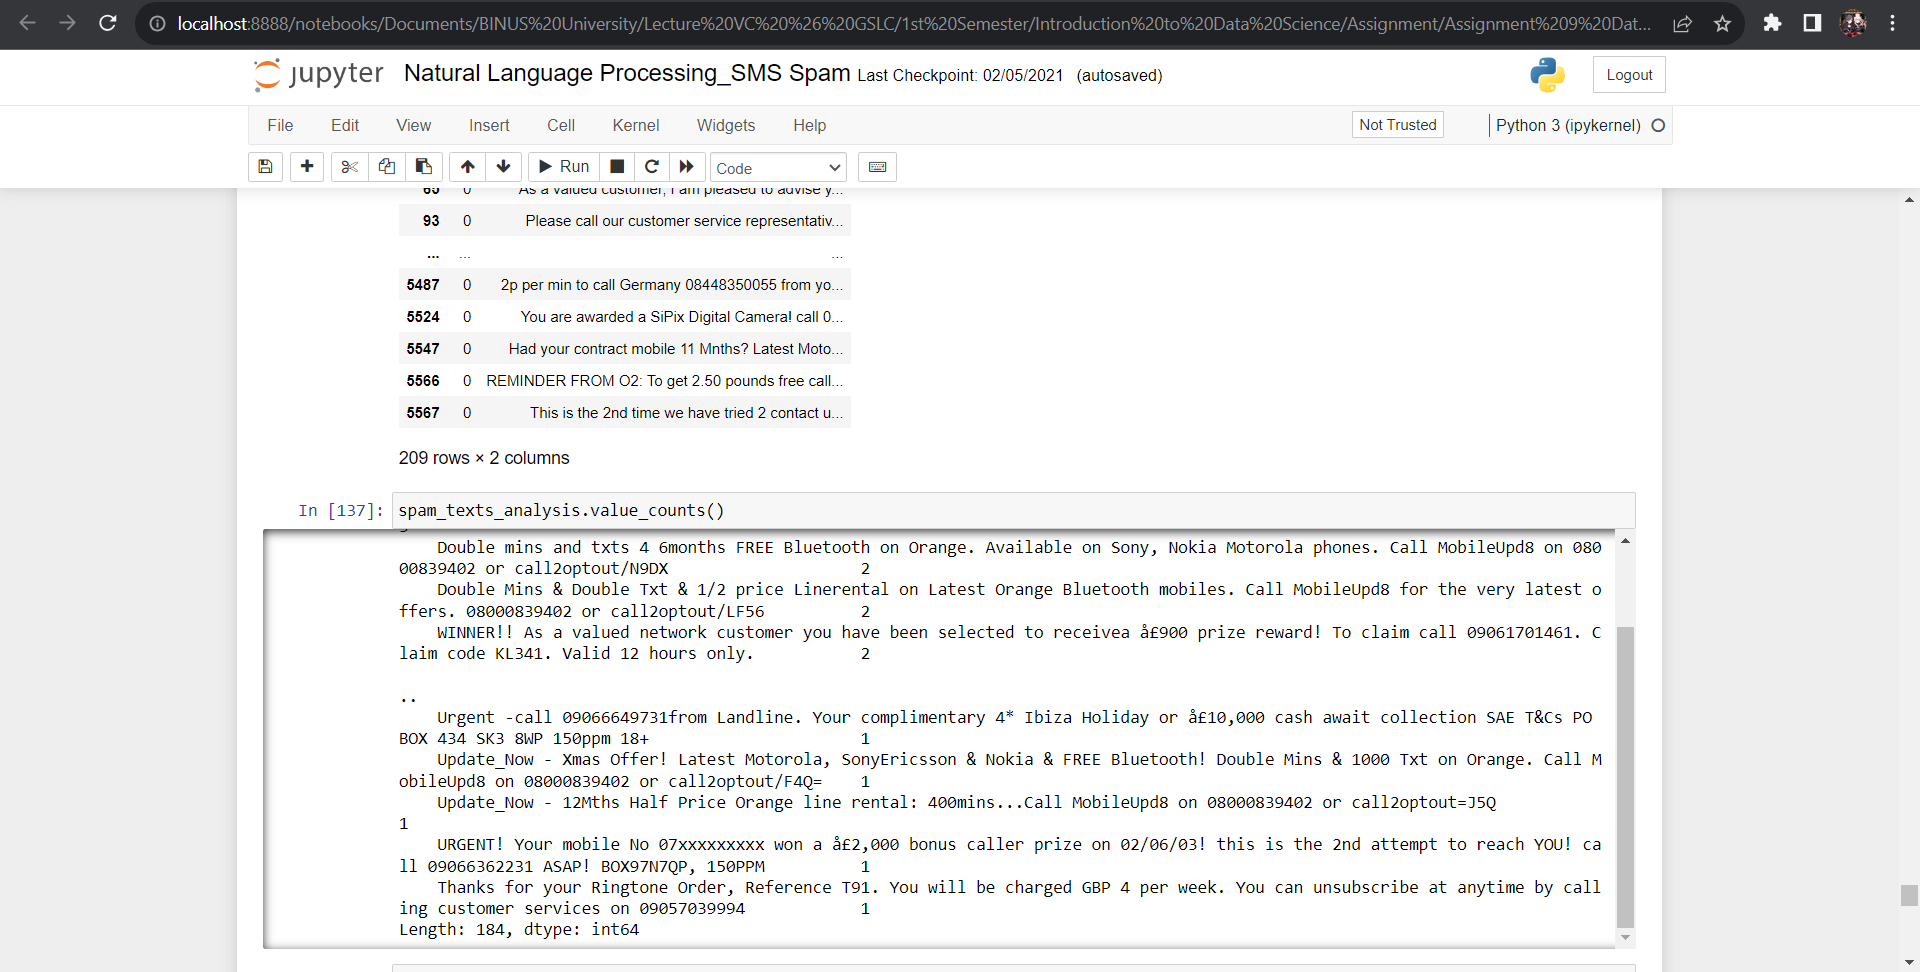 localhost:8888/notebooks/Documents/BINUS%20University/Lecture%20VC%20%26%20GSLC/1st%20Semester/Introduction%20to%20Data%20Science/Assignment/Assignment%209%20Dat...
jupyter Natural Language Processing_SMS Spam Last Checkpoint: 02/05/2021 (autosaved) Logout
File Edit View Insert Cell Kernel Widgets Help Not Trusted Python 3 (ipykernel)
Run Code
65 0 As a valued customer, I am pleased to advise y...
93 0 Please call our customer service representativ...
... ... ...
5487 0 2p per min to call Germany 08448350055 from yo...
5524 0 You are awarded a SiPix Digital Camera! call 0...
5547 0 Had your contract mobile 11 Mnths? Latest Moto...
5566 0 REMINDER FROM O2: To get 2.50 pounds free call...
5567 0 This is the 2nd time we have tried 2 contact u...
209 rows × 2 columns
In [137]: spam_texts_analysis.value_counts()
Double mins and txts 4 6months FREE Bluetooth on Orange. Available on Sony, Nokia Motorola phones. Call MobileUpd8 on 080
00839402 or call2optout/N9DX 2
Double Mins & Double Txt & 1/2 price Linerental on Latest Orange Bluetooth mobiles. Call MobileUpd8 for the very latest o
ffers. 08000839402 or call2optout/LF56 2
WINNER!! As a valued network customer you have been selected to receivea å£900 prize reward! To claim call 09061701461. C
laim code KL341. Valid 12 hours only. 2
..
Urgent -call 09066649731from Landline. Your complimentary 4* Ibiza Holiday or å£10,000 cash await collection SAE T&Cs PO
BOX 434 SK3 8WP 150ppm 18+ 1
Update_Now - Xmas Offer! Latest Motorola, SonyEricsson & Nokia & FREE Bluetooth! Double Mins & 1000 Txt on Orange. Call M
obileUpd8 on 08000839402 or call2optout/F4Q= 1
Update_Now - 12Mths Half Price Orange line rental: 400mins...Call MobileUpd8 on 08000839402 or call2optout=J5Q
1
URGENT! Your mobile No 07xxxxxxxxx won a å£2,000 bonus caller prize on 02/06/03! this is the 2nd attempt to reach YOU! ca
ll 09066362231 ASAP! BOX97N7QP, 150PPM 1
Thanks for your Ringtone Order, Reference T91. You will be charged GBP 4 per week. You can unsubscribe at anytime by call
ing customer services on 09057039994 1
Length: 184, dtype: int64